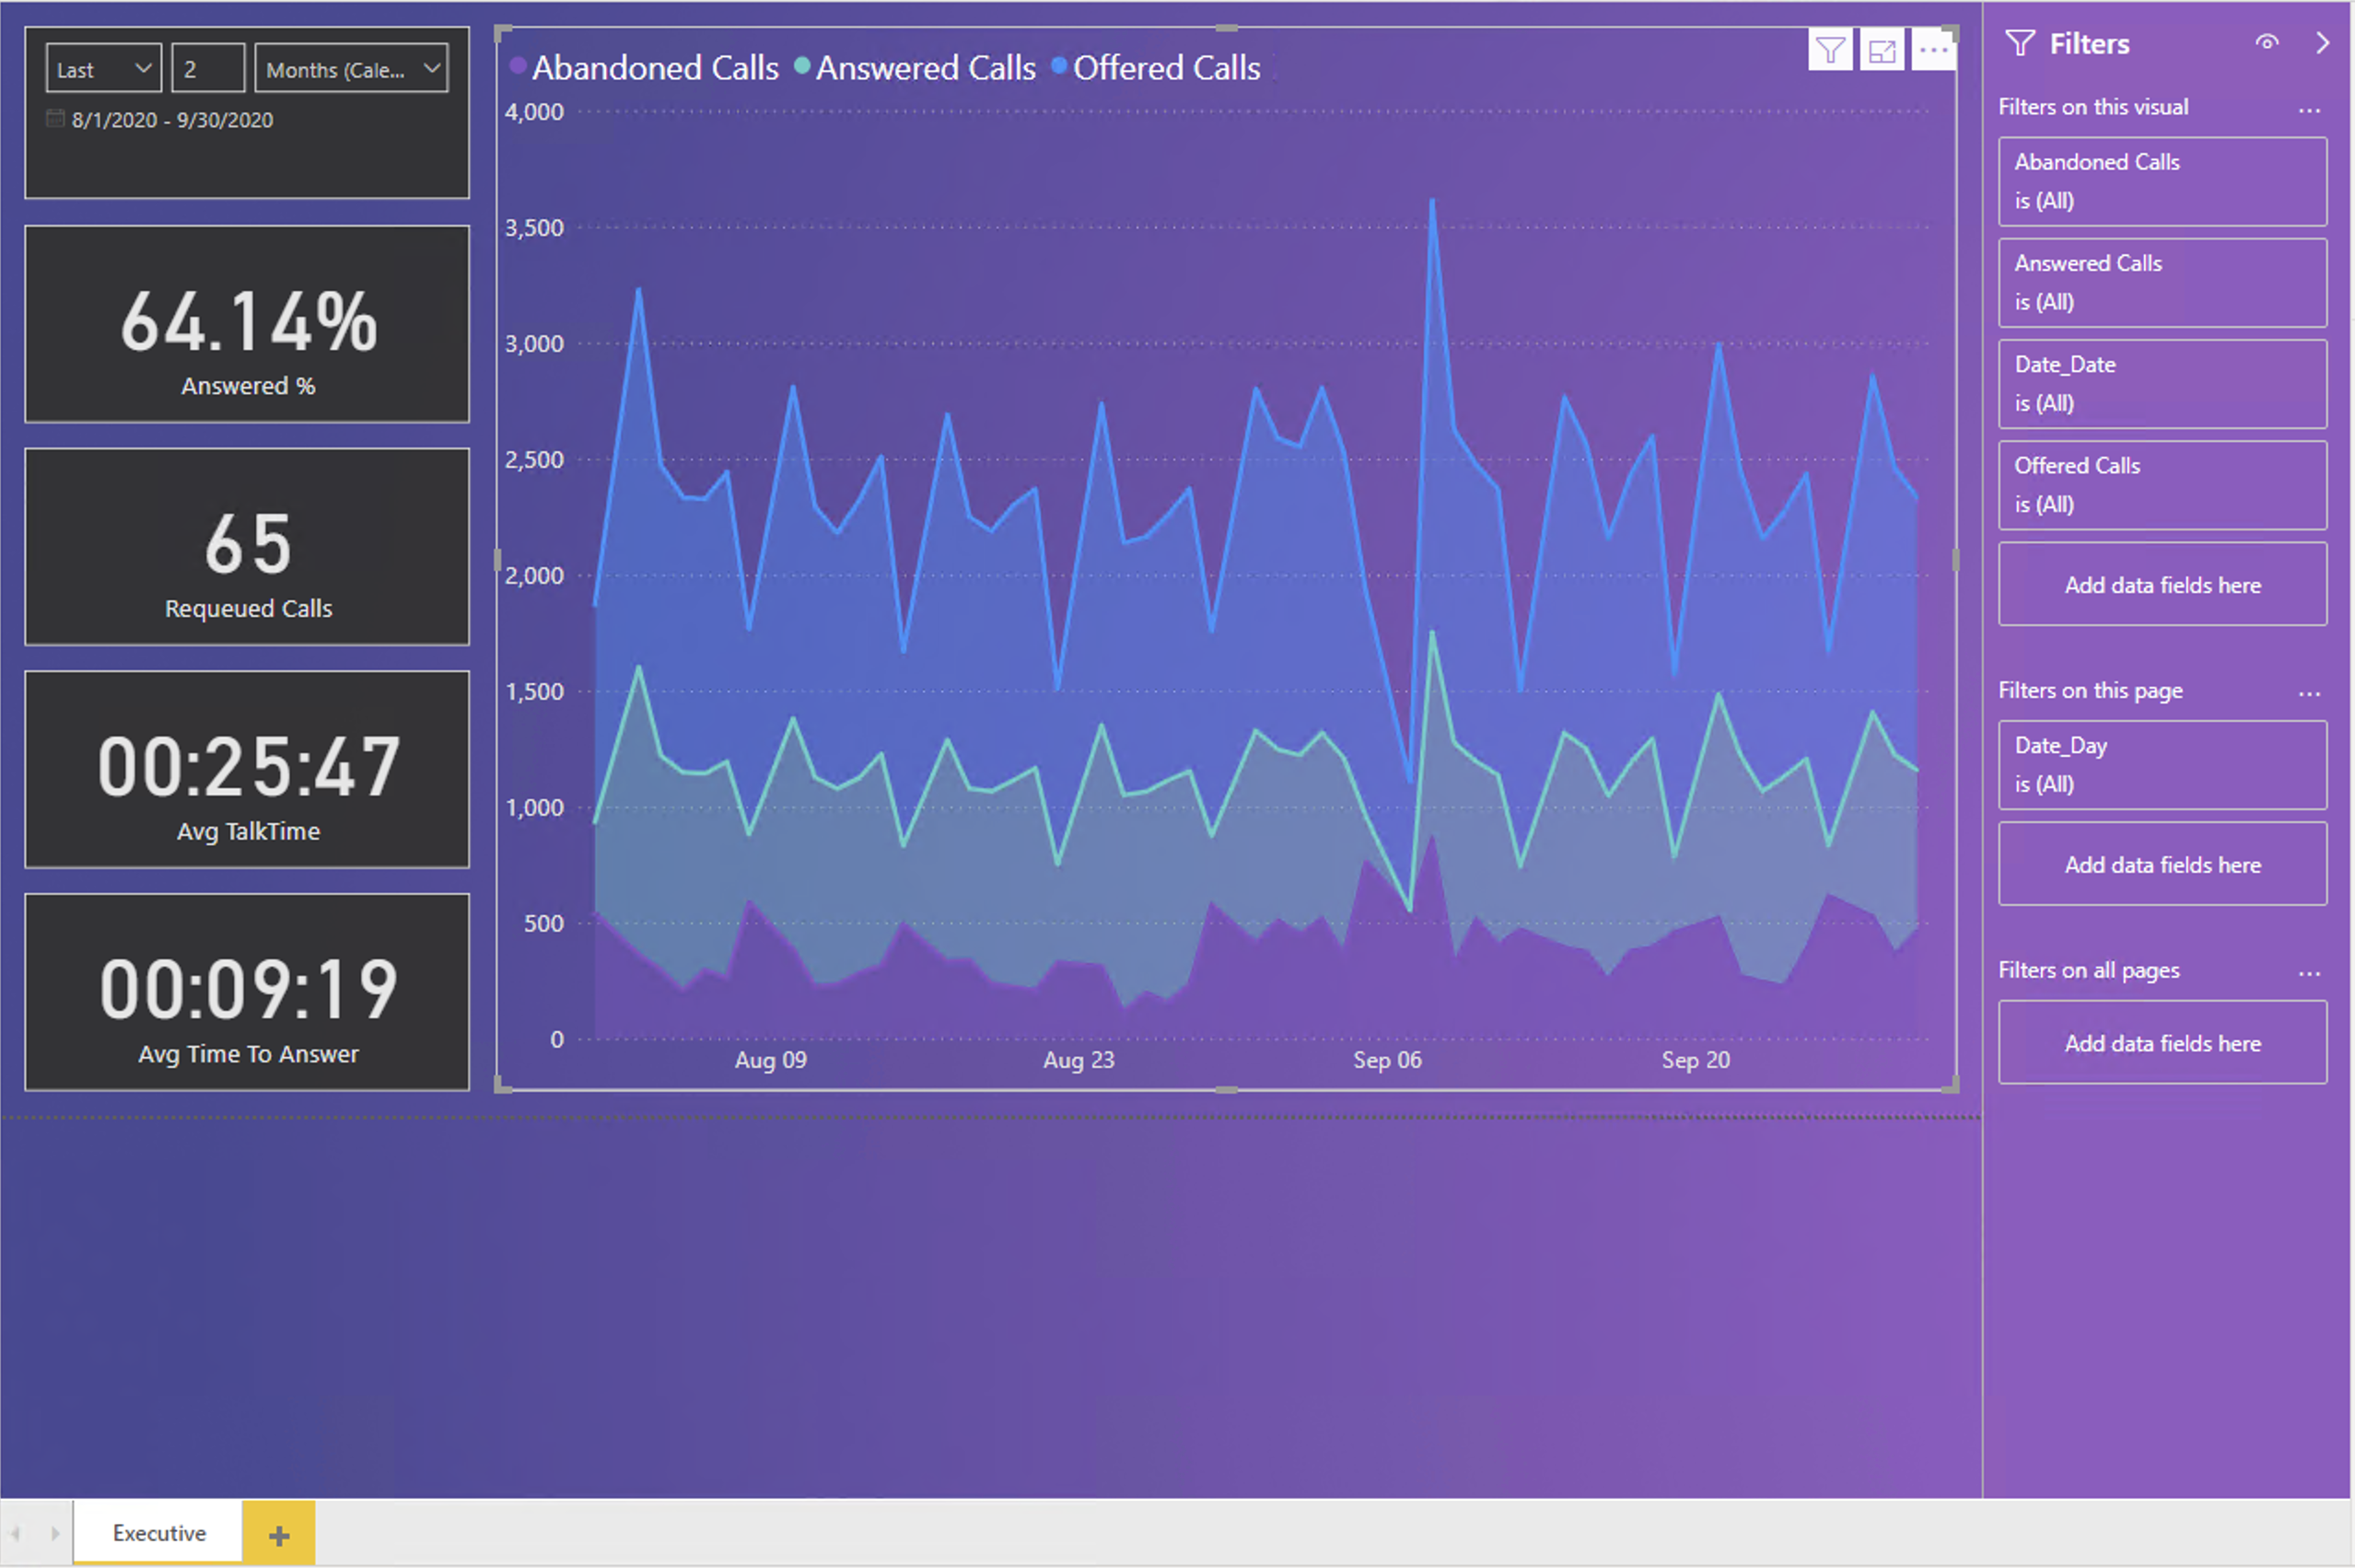 Last 2 Months (Cale...
8/1/2020 - 9/30/2020
64.14%
Answered %
65
Requeued Calls
00:25:47
Avg TalkTime
00:09:19
Avg Time To Answer
Abandoned Calls Answered Calls Offered Calls
4,000
3,500
3,000
2,500
2,000
1,500
1,000
500
0
Aug 09 Aug 23 Sep 06 Sep 20
Filters
Filters on this visual ...
Abandoned Calls
is (All)
Answered Calls
is (All)
Date_Date
is (All)
Offered Calls
is (All)
Add data fields here
Filters on this page ...
Date_Day
is (All)
Add data fields here
Filters on all pages ...
Add data fields here
Executive +